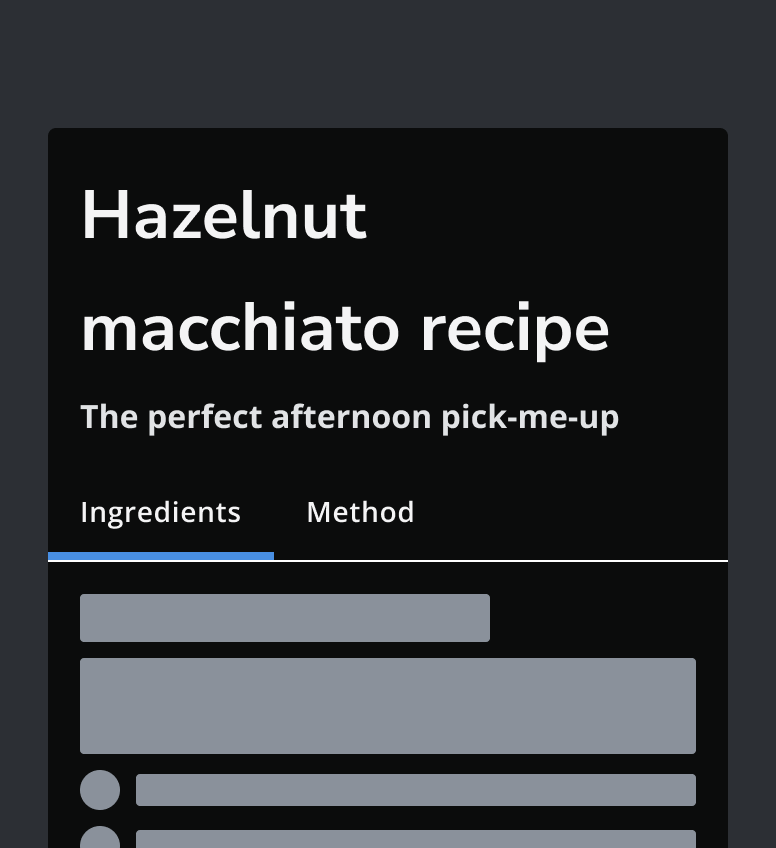 Hazelnut
macchiato recipe
The perfect afternoon pick-me-up
Ingredients
Method